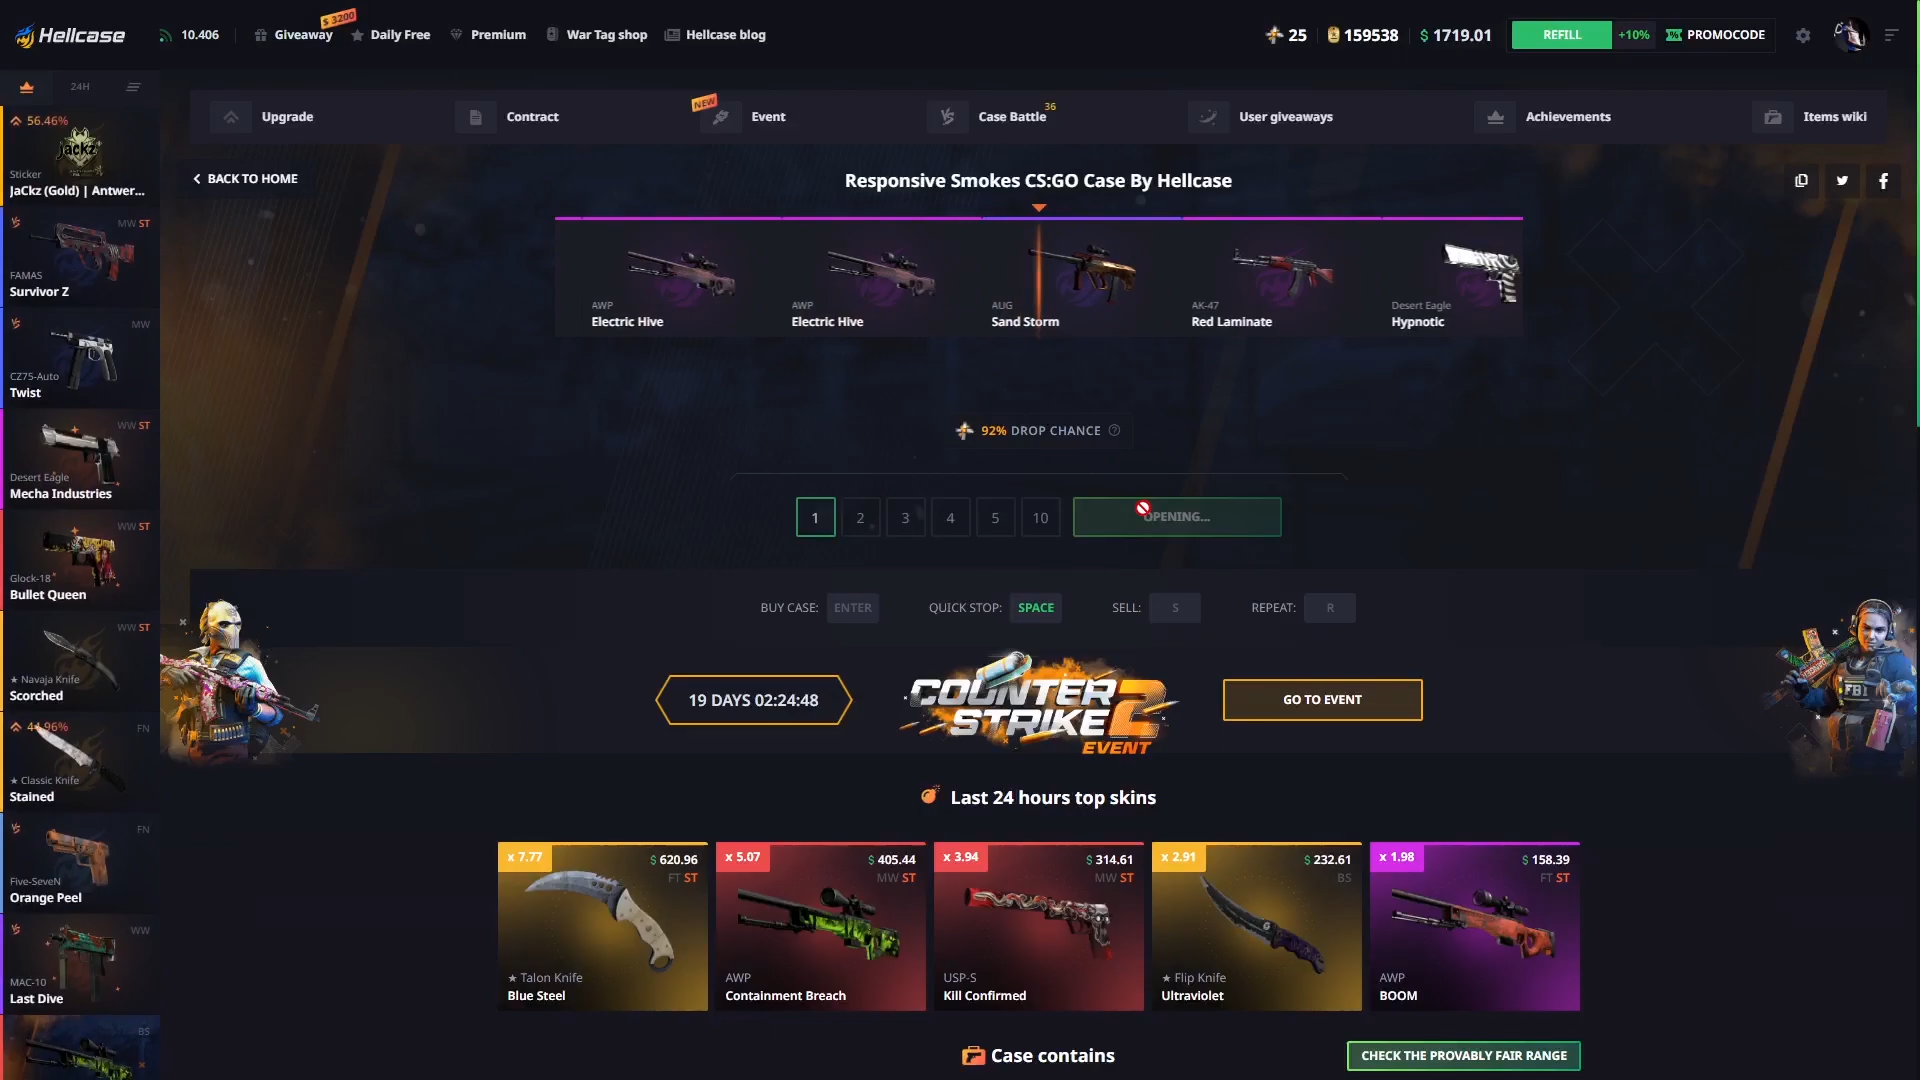 Hellcase
10.406
Giveaway
$ 3200
Daily Free
Premium
War Tag shop
Hellcase blog
25
159538
$ 1719.01
REFILL
+10%
PROMOCODE
24H
Upgrade
Contract
NEW
Event
Case Battle
36
User giveaways
Achievements
Items wiki
BACK TO HOME
Responsive Smokes CS:GO Case By Hellcase
AWP
Electric Hive
AWP
Electric Hive
AUG
Sand Storm
AK-47
Red Laminate
Desert Eagle
Hypnotic
92% DROP CHANCE
1
2
3
4
5
10
OPENING...
BUY CASE: ENTER
QUICK STOP: SPACE
SELL: S
REPEAT: R
19 DAYS 02:24:48
COUNTER
STRIKE 2
EVENT
GO TO EVENT
FBI
Last 24 hours top skins
x 7.77
$ 620.96
FT ST
★ Talon Knife
Blue Steel
x 5.07
$ 405.44
MW ST
AWP
Containment Breach
x 3.94
$ 314.61
MW ST
USP-S
Kill Confirmed
x 2.91
$ 232.61
BS
★ Flip Knife
Ultraviolet
x 1.98
$ 158.39
FT ST
AWP
BOOM
Case contains
CHECK THE PROVABLY FAIR RANGE
56.46%
Jackz
Sticker
JaCkz (Gold) | Antwer...
MW ST
FAMAS
Survivor Z
MW
CZ75-Auto
Twist
WW ST
Desert Eagle
Mecha Industries
WW ST
Glock-18
Bullet Queen
WW ST
★ Navaja Knife
Scorched
44.96%
FN
★ Classic Knife
Stained
FN
Five-SeveN
Orange Peel
WW
MAC-10
Last Dive
BS